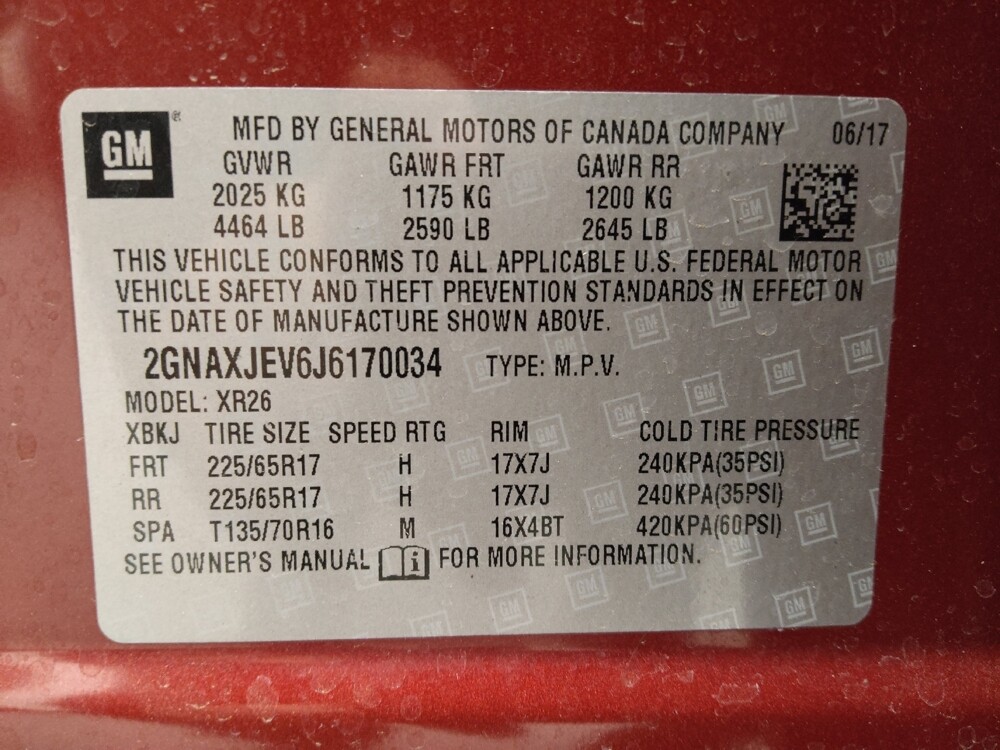 GM® MFD BY GENERAL MOTORS OF CANADA COMPANY 06/17
GVWR GAWR FRT GAWR RR
2025 KG 1175 KG 1200 KG
4464 LB 2590 LB 2645 LB
THIS VEHICLE CONFORMS TO ALL APPLICABLE U.S. FEDERAL MOTOR
VEHICLE SAFETY AND THEFT PREVENTION STANDARDS IN EFFECT ON
THE DATE OF MANUFACTURE SHOWN ABOVE.
2GNAXJEV6J6170034 TYPE: M.P.V.
MODEL: XR26
XBKJ TIRE SIZE SPEED RTG RIM COLD TIRE PRESSURE
FRT 225/65R17 H 17X7J 240KPA(35PSI)
RR 225/65R17 H 17X7J 240KPA(35PSI)
SPA T135/70R16 M 16X4BT 420KPA(60PSI)
SEE OWNER'S MANUAL i FOR MORE INFORMATION.